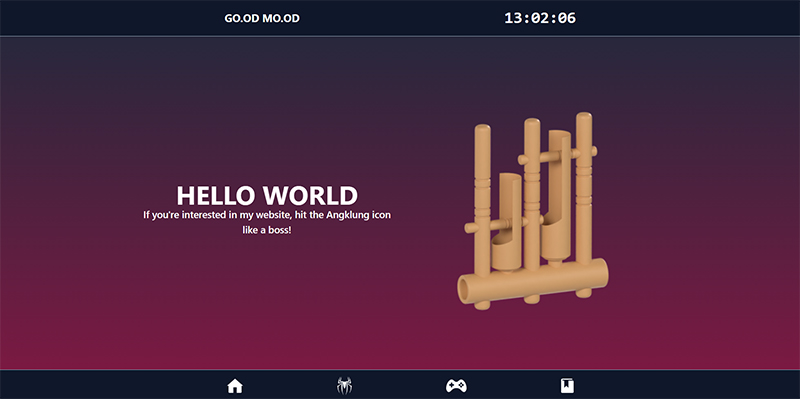 GO.OD MO.OD
13:02:06
HELLO WORLD
If you're interested in my website, hit the Angklung icon
like a boss!